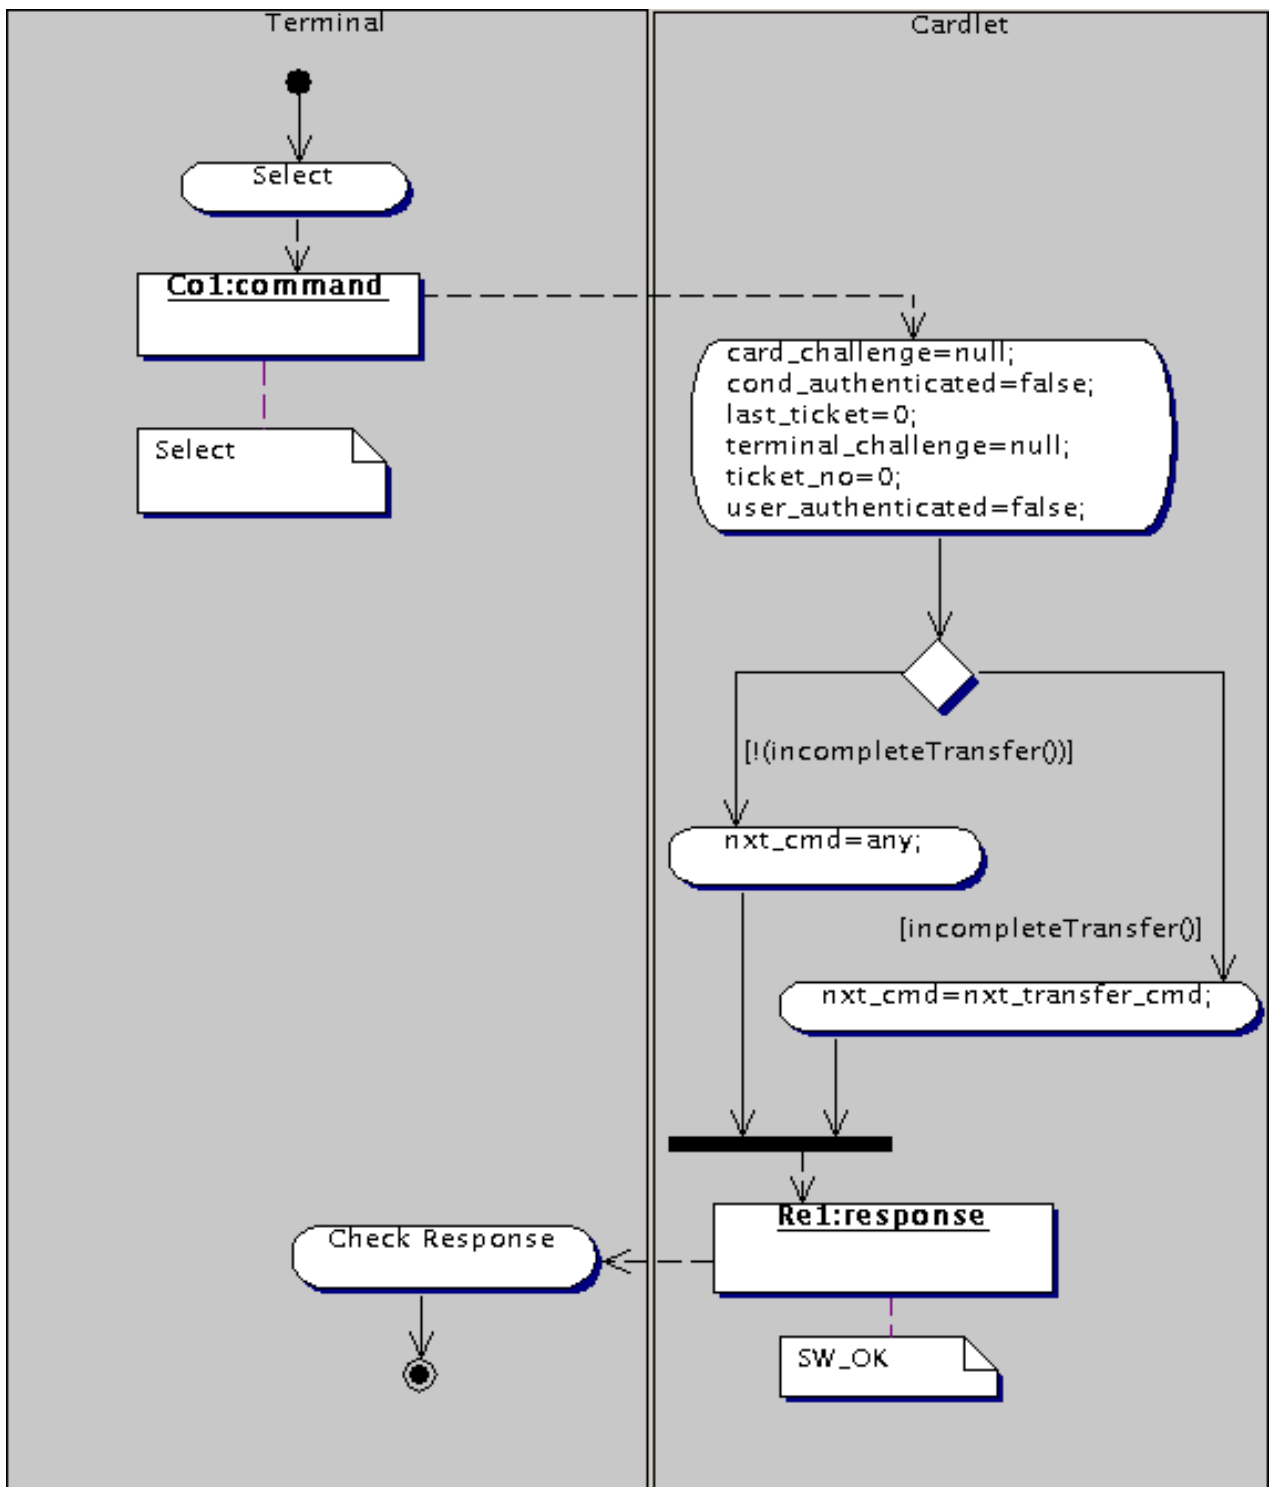 Terminal
Cardlet
Select
Co1:command
Select
card_challenge=null;
cond_authenticated=false;
last_ticket=0;
terminal_challenge=null;
ticket_no=0;
user_authenticated=false;
[!(incompleteTransfer())]
nxt_cmd=any;
[incompleteTransfer()]
nxt_cmd=nxt_transfer_cmd;
Re1:response
Check Response
SW_OK